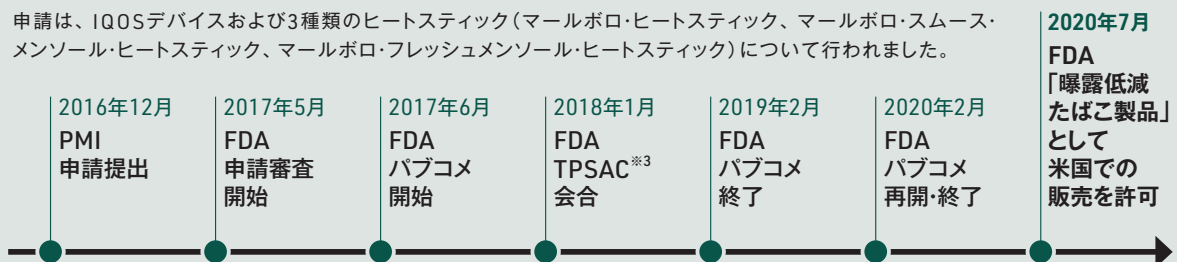 申請は、IQOSデバイスおよび3種類のヒートスティック(マールボロ・ヒートスティック、マールボロ・スムース・
メンソール・ヒートスティック、マールボロ・フレッシュメンソール・ヒートスティック)について行われました。
2016年12月
PMI
申請提出
2017年5月
FDA
申請審査
開始
2017年6月
FDA
パブコメ
開始
2018年1月
FDA
TPSAC※3
会合
2019年2月
FDA
パブコメ
終了
2020年2月
FDA
パブコメ
再開・終了
2020年7月
FDA
「曝露低減
たばこ製品」
として
米国での
販売を許可